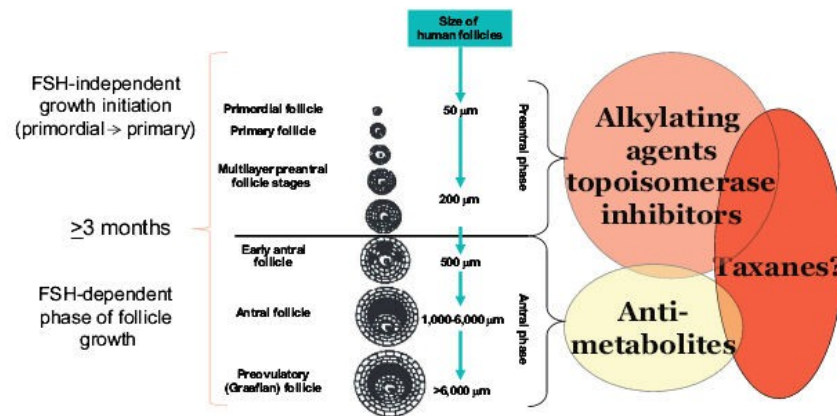 Size of
human follicies
FSH-independent
growth initiation
(primordial → primary)
≥3 months
FSH-dependent
phase of follicle
growth
Primordial follicle
Primary follicle
Multilayer preantral
follicle stages
Early antral
follicle
Antral follicle
Preovulatory
(Graafian) follicle
50 µm
200 µm
500 µm
1,000-6,000 µm
>6,000 µm
Preantral phase
Antral phase
Alkylating
agents
topoisomerase
inhibitors
Taxanes?
Anti-
metabolites